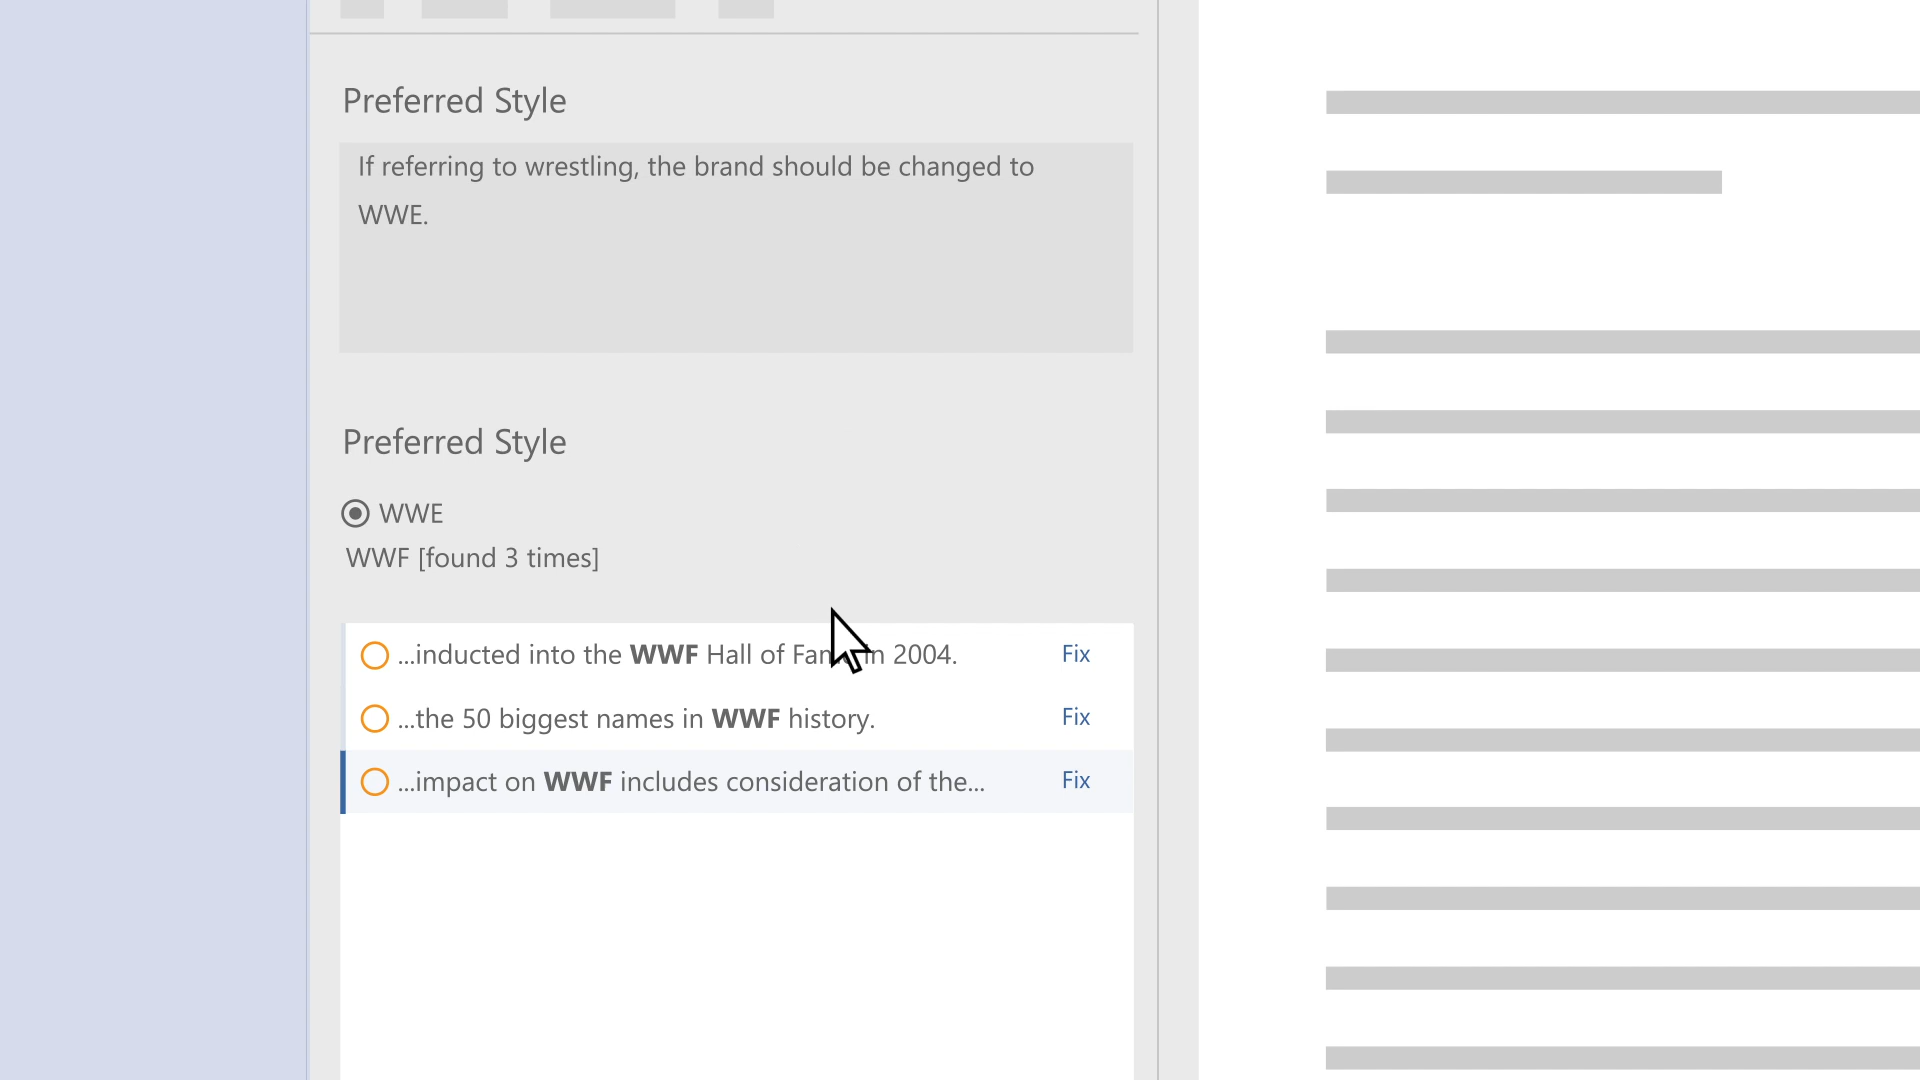 Preferred Style
If referring to wrestling, the brand should be changed to
WWE.
Preferred Style
WWE
WWF [found 3 times]
...inducted into the WWF Hall of Fame in 2004. Fix
...the 50 biggest names in WWF history. Fix
...impact on WWF includes consideration of the... Fix